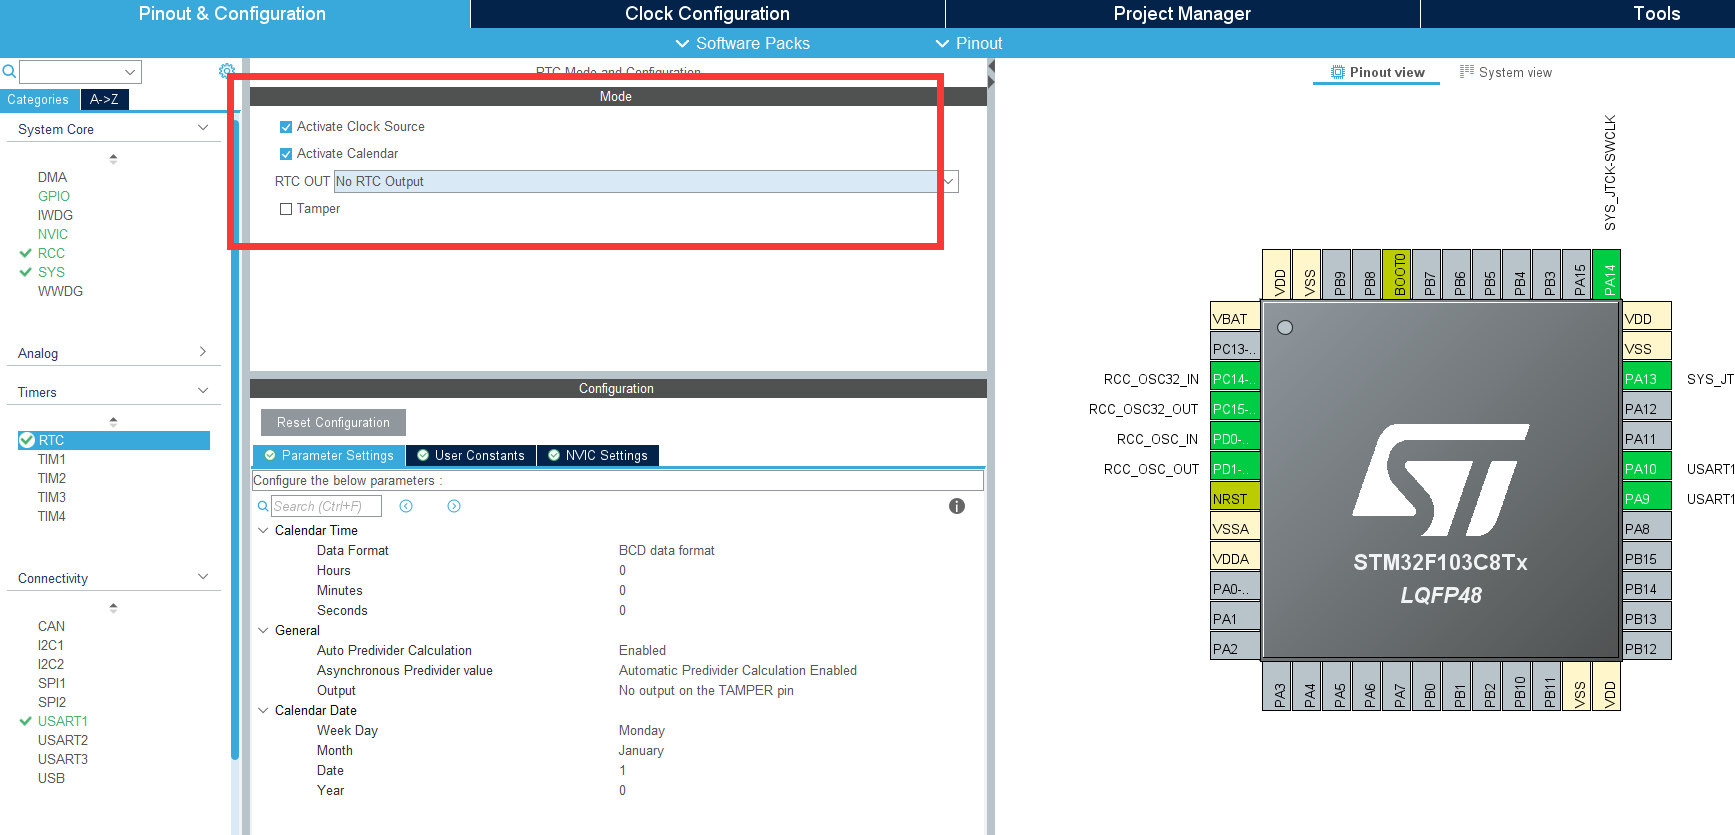 Pinout & Configuration
Clock Configuration
Project Manager
Tools
Software Packs
Pinout
Categories
A->Z
System Core
DMA
GPIO
IWDG
NVIC
RCC
SYS
WWDG
Analog
Timers
RTC
TIM1
TIM2
TIM3
TIM4
Connectivity
CAN
I2C1
I2C2
SPI1
SPI2
USART1
USART2
USART3
USB
RTC Mode and Configuration
Mode
Activate Clock Source
Activate Calendar
RTC OUT No RTC Output
Tamper
Configuration
Reset Configuration
Parameter Settings
User Constants
NVIC Settings
Configure the below parameters :
Search (Ctrl+F)
Calendar Time
Data Format BCD data format
Hours 0
Minutes 0
Seconds 0
General
Auto Predivider Calculation Enabled
Asynchronous Predivider value Automatic Predivider Calculation Enabled
Output No output on the TAMPER pin
Calendar Date
Week Day Monday
Month January
Date 1
Year 0
Pinout view
System view
SYS_JTCK-SWCLK
VDD
VSS
PB9
PB8
BOOT0
PB7
PB6
PB5
PB4
PB3
PA15
PA14
VBAT
PC13-..
RCC_OSC32_IN PC14-..
RCC_OSC32_OUT PC15-..
RCC_OSC_IN PD0-..
RCC_OSC_OUT PD1-..
NRST
VSSA
VDDA
PA0-..
PA1
PA2
VDD
VSS
PA13 SYS_JT
PA12
PA11
PA10 USART1
PA9 USART1
PA8
PB15
PB14
PB13
PB12
ST
STM32F103C8Tx
LQFP48
PA3
PA4
PA5
PA6
PA7
PB0
PB1
PB2
PB10
PB11
VSS
VDD